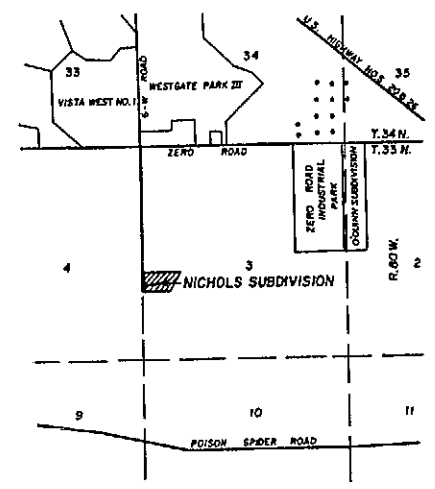 33
34
35
U.S. HIGHWAY NOS. 20 & 26
6-W ROAD
WESTGATE PARK III
VISTA WEST NO. 1
T. 34 N.
T. 33 N.
ZERO ROAD
ZERO ROAD INDUSTRIAL PARK
O'QUINN SUBDIVISION
R. 80 W.
4
3
2
NICHOLS SUBDIVISION
9
10
11
POISON SPIDER ROAD